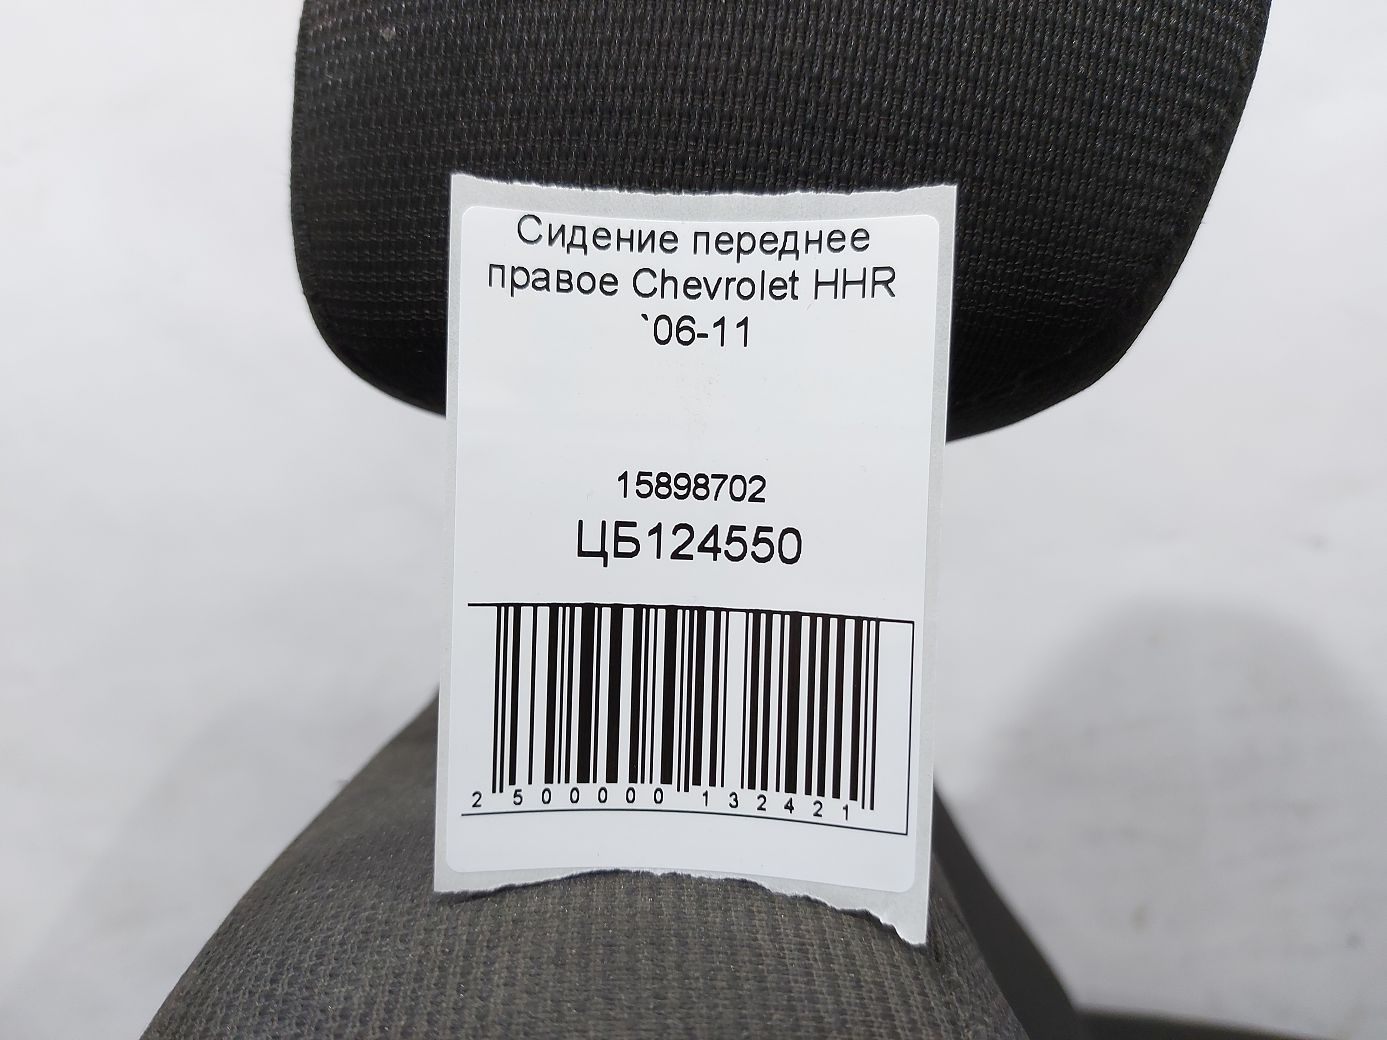 Сидение переднее
правое Chevrolet HHR
`06-11
15898702
ЦБ124550
2 500000 132421